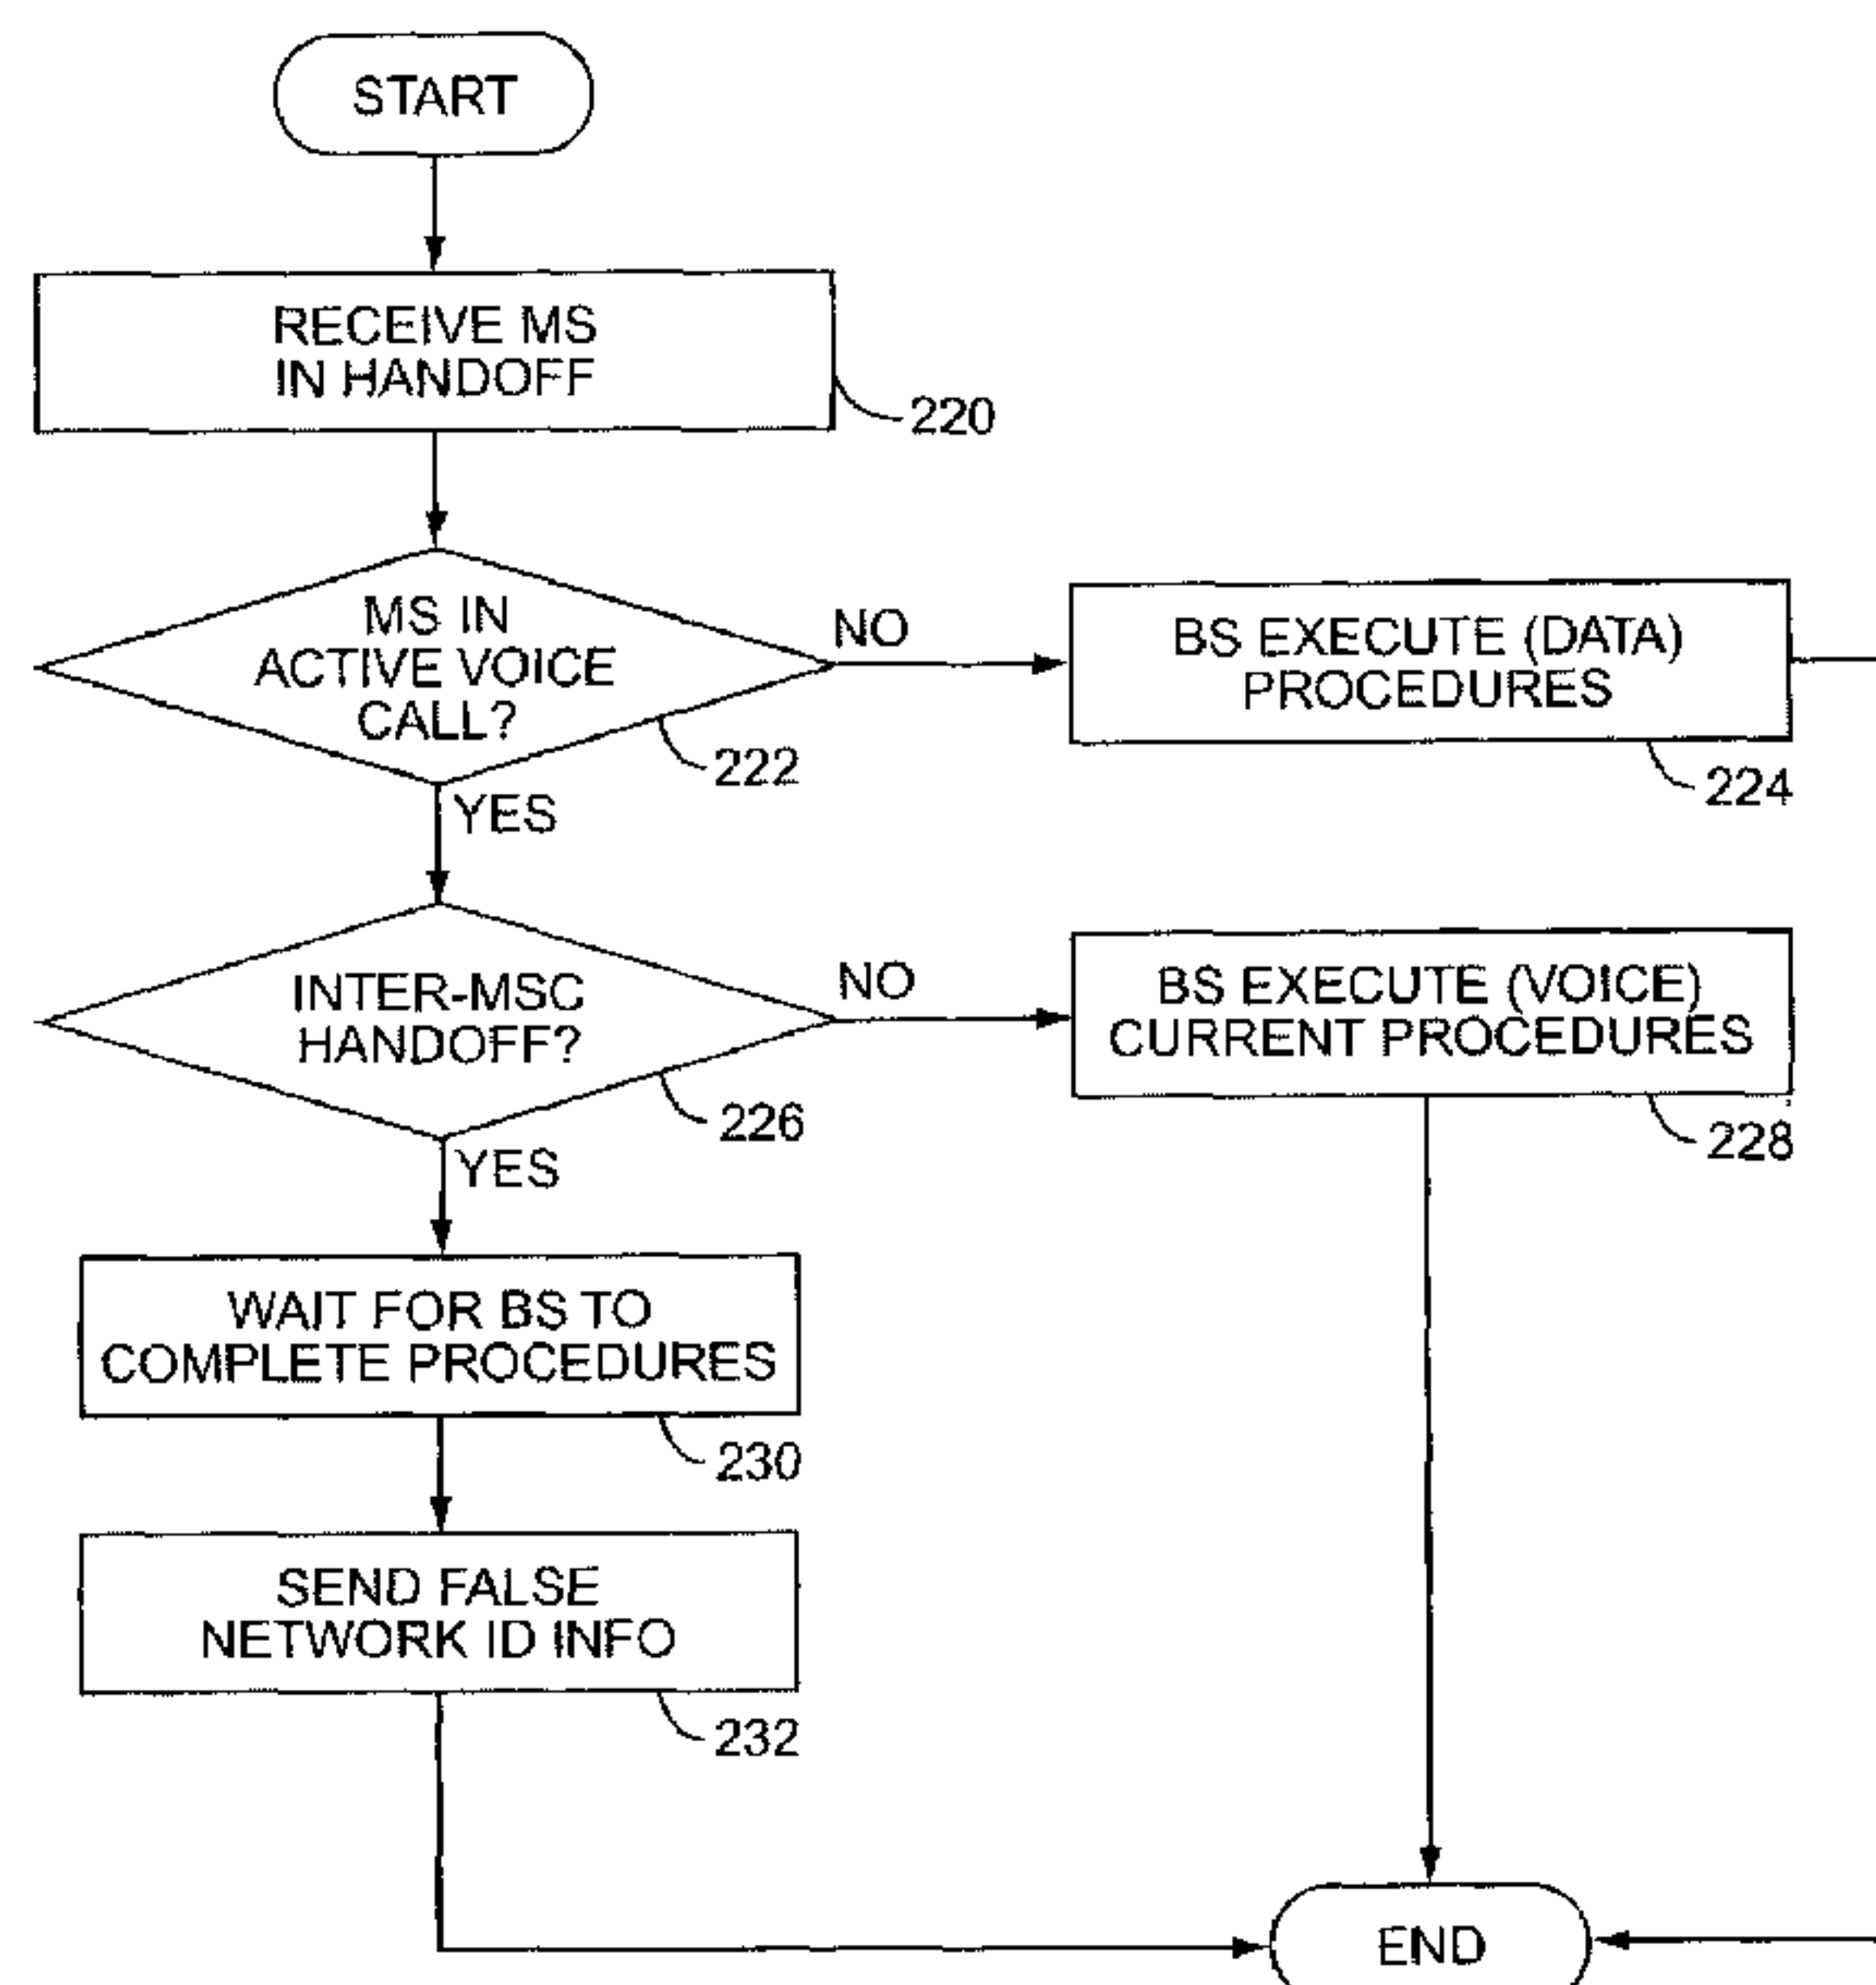 START
RECEIVE MS
IN HANDOFF
220
MS IN
ACTIVE VOICE
CALL?
222
NO
BS EXECUTE (DATA)
PROCEDURES
224
YES
INTER-MSC
HANDOFF?
226
NO
BS EXECUTE (VOICE)
CURRENT PROCEDURES
228
YES
WAIT FOR BS TO
COMPLETE PROCEDURES
230
SEND FALSE
NETWORK ID INFO
232
END